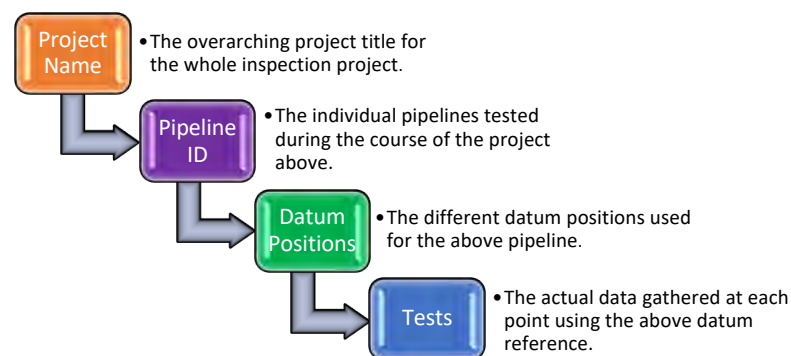 Project
Name
•The overarching project title for
the whole inspection project.
Pipeline
ID
•The individual pipelines tested
during the course of the project
above.
Datum
Positions
•The different datum positions used
for the above pipeline.
Tests
•The actual data gathered at each
point using the above datum
reference.